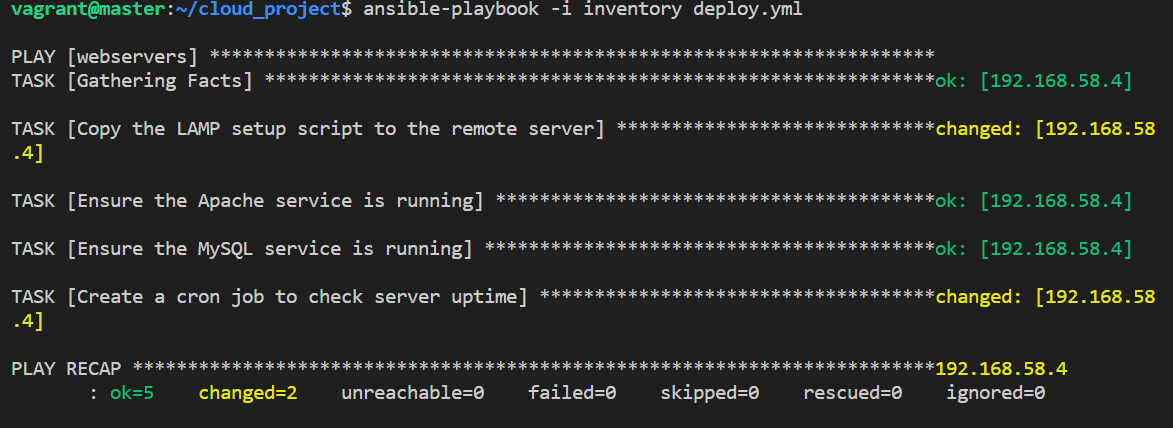 vagrant@master:~/cloud_project$ ansible-playbook -i inventory deploy.yml
PLAY [webservers] ******************************************************************
TASK [Gathering Facts] *************************************************************ok: [192.168.58.4]
TASK [Copy the LAMP setup script to the remote server] *****************************changed: [192.168.58
.4]
TASK [Ensure the Apache service is running] ****************************************ok: [192.168.58.4]
TASK [Ensure the MySQL service is running] *****************************************ok: [192.168.58.4]
TASK [Create a cron job to check server uptime] ************************************changed: [192.168.58
.4]
PLAY RECAP *************************************************************************192.168.58.4
: ok=5    changed=2    unreachable=0    failed=0    skipped=0    rescued=0    ignored=0